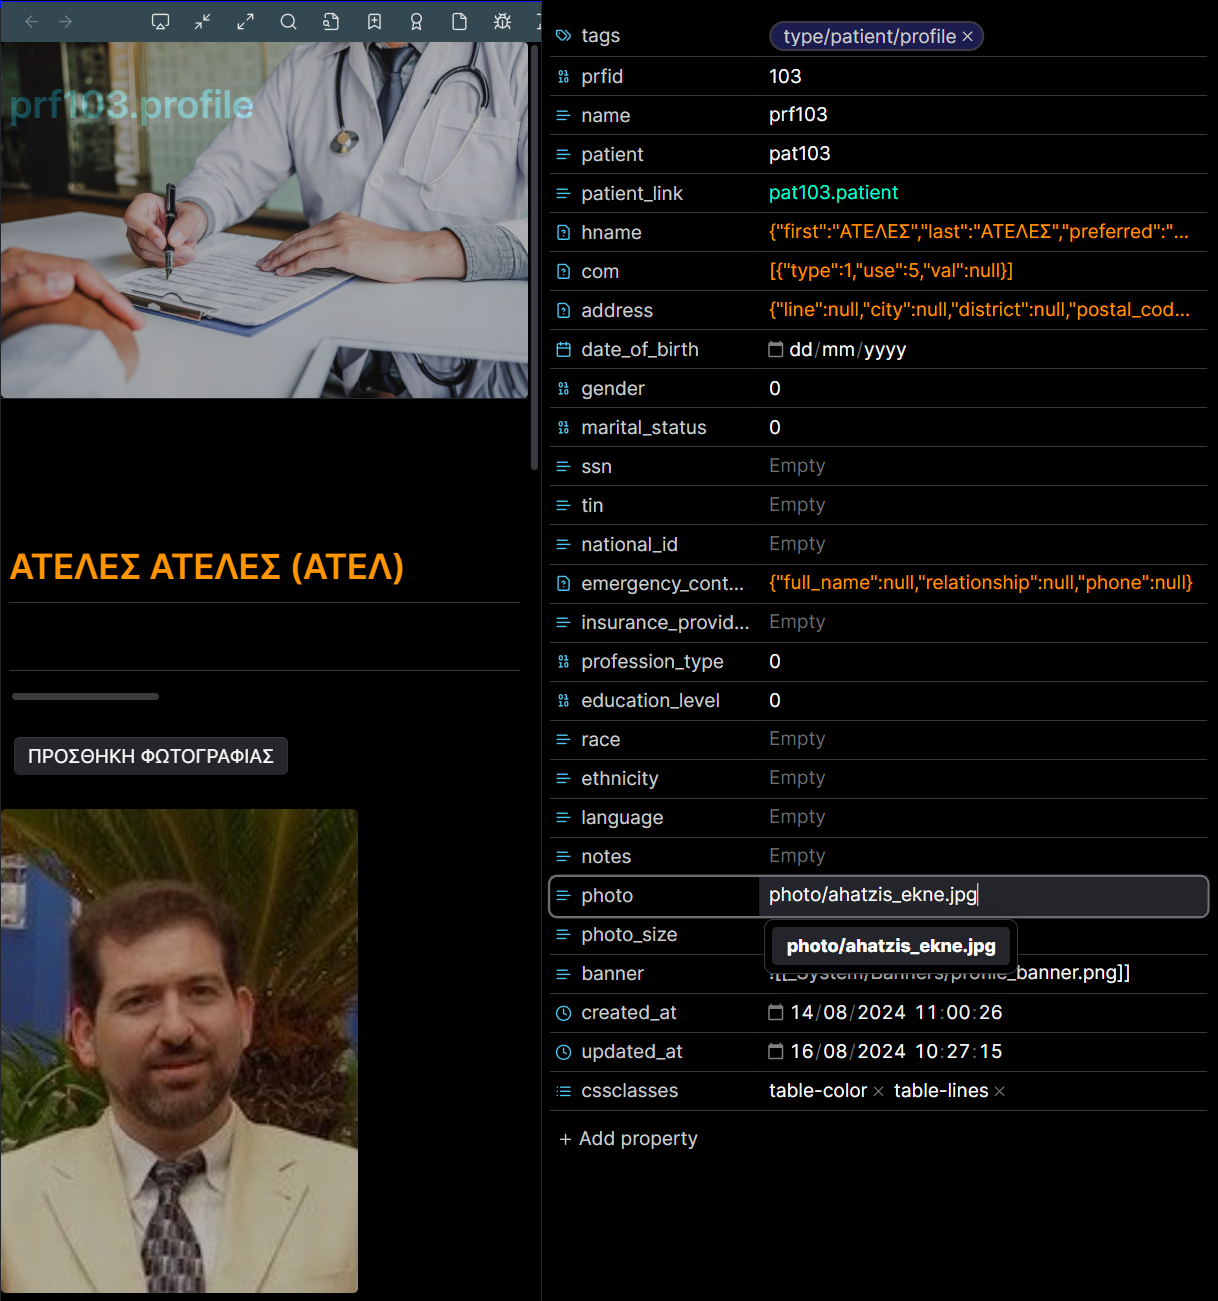 prf103.profile
ΑΤΕΛΕΣ ΑΤΕΛΕΣ (ΑΤΕΛ)
ΠΡΟΣΘΗΚΗ ΦΩΤΟΓΡΑΦΙΑΣ
tags type/patient/profile ×
prfid 103
name prf103
patient pat103
patient_link pat103.patient
hname {"first":"ΑΤΕΛΕΣ","last":"ΑΤΕΛΕΣ","preferred":"...
com [{"type":1,"use":5,"val":null}]
address {"line":null,"city":null,"district":null,"postal_cod...
date_of_birth dd/mm/yyyy
gender 0
marital_status 0
ssn Empty
tin Empty
national_id Empty
emergency_cont... {"full_name":null,"relationship":null,"phone":null}
insurance_provid... Empty
profession_type 0
education_level 0
race Empty
ethnicity Empty
language Empty
notes Empty
photo photo/ahatzis_ekne.jpg
photo_size
photo/ahatzis_ekne.jpg
banner ![[_System/Banners/profile_banner.png]]
created_at 14/08/2024 11:00:26
updated_at 16/08/2024 10:27:15
cssclasses table-color × table-lines ×
+ Add property